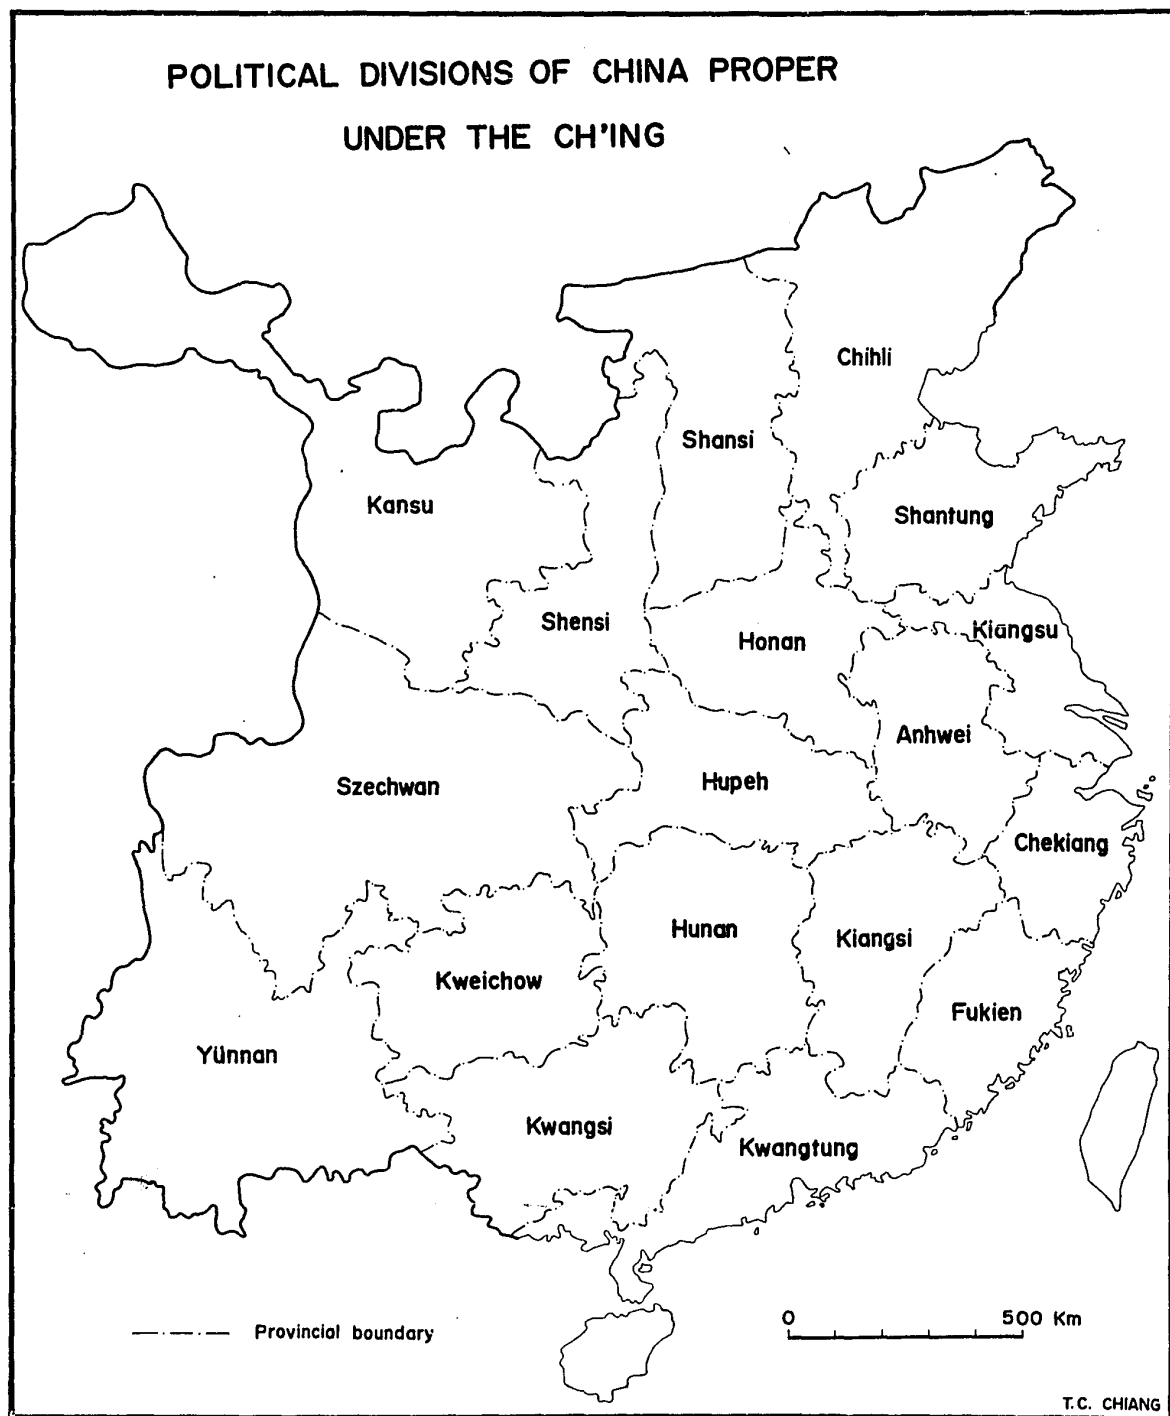 POLITICAL DIVISIONS OF CHINA PROPER
UNDER THE CH'ING
Chihli
Shansi
Kansu
Shantung
Shensi
Honan
Kiangsu
Anhwei
Szechwan
Hupeh
Chekiang
Hunan
Kiangsi
Kweichow
Fukien
Yünnan
Kwangsi
Kwangtung
0 500 Km
Provincial boundary
T.C. CHIANG